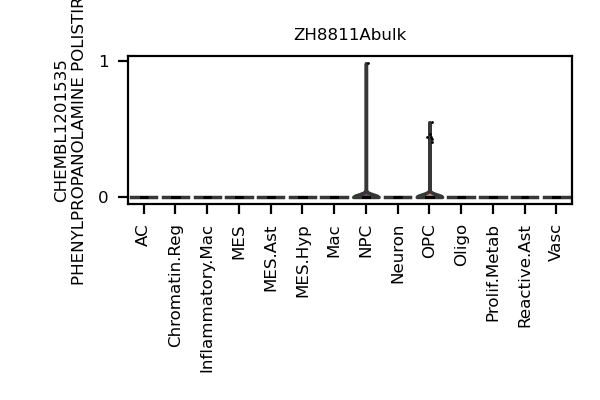 ZH8811Abulk
CHEMBL1201535
PHENYLPROPANOLAMINE
1
0
AC
Chromatin.Reg
Inflammatory.Mac
MES
MES.Ast
MES.Hyp
Mac
NPC
Neuron
OPC
Oligo
Prolif.Metab
Reactive.Ast
Vasc